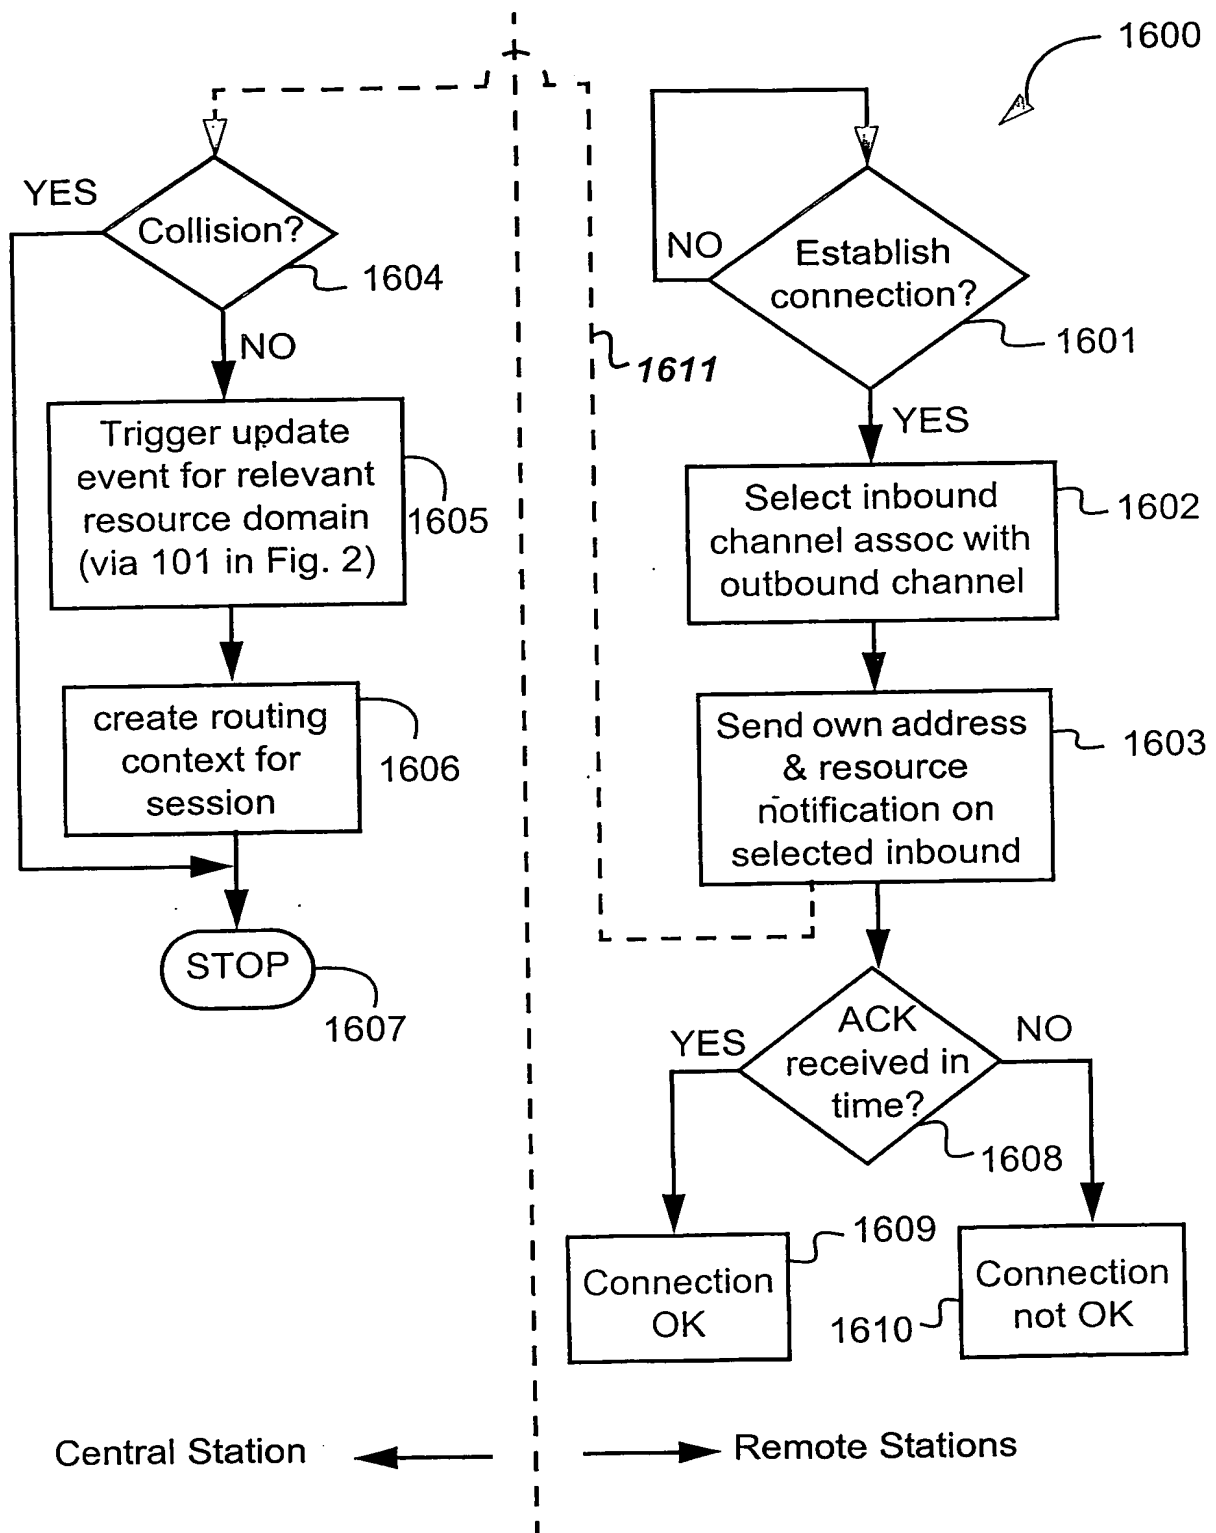 1600
YES
Collision?
1604
NO
Trigger update
event for relevant
resource domain
(via 101 in Fig. 2)
1605
create routing
context for
session
1606
STOP
1607
1611
NO
Establish
connection?
1601
YES
Select inbound
channel assoc with
outbound channel
1602
Send own address
& resource
notification on
selected inbound
1603
YES
ACK
received in
time?
NO
1608
Connection
OK
1609
Connection
not OK
1610
Central Station
Remote Stations